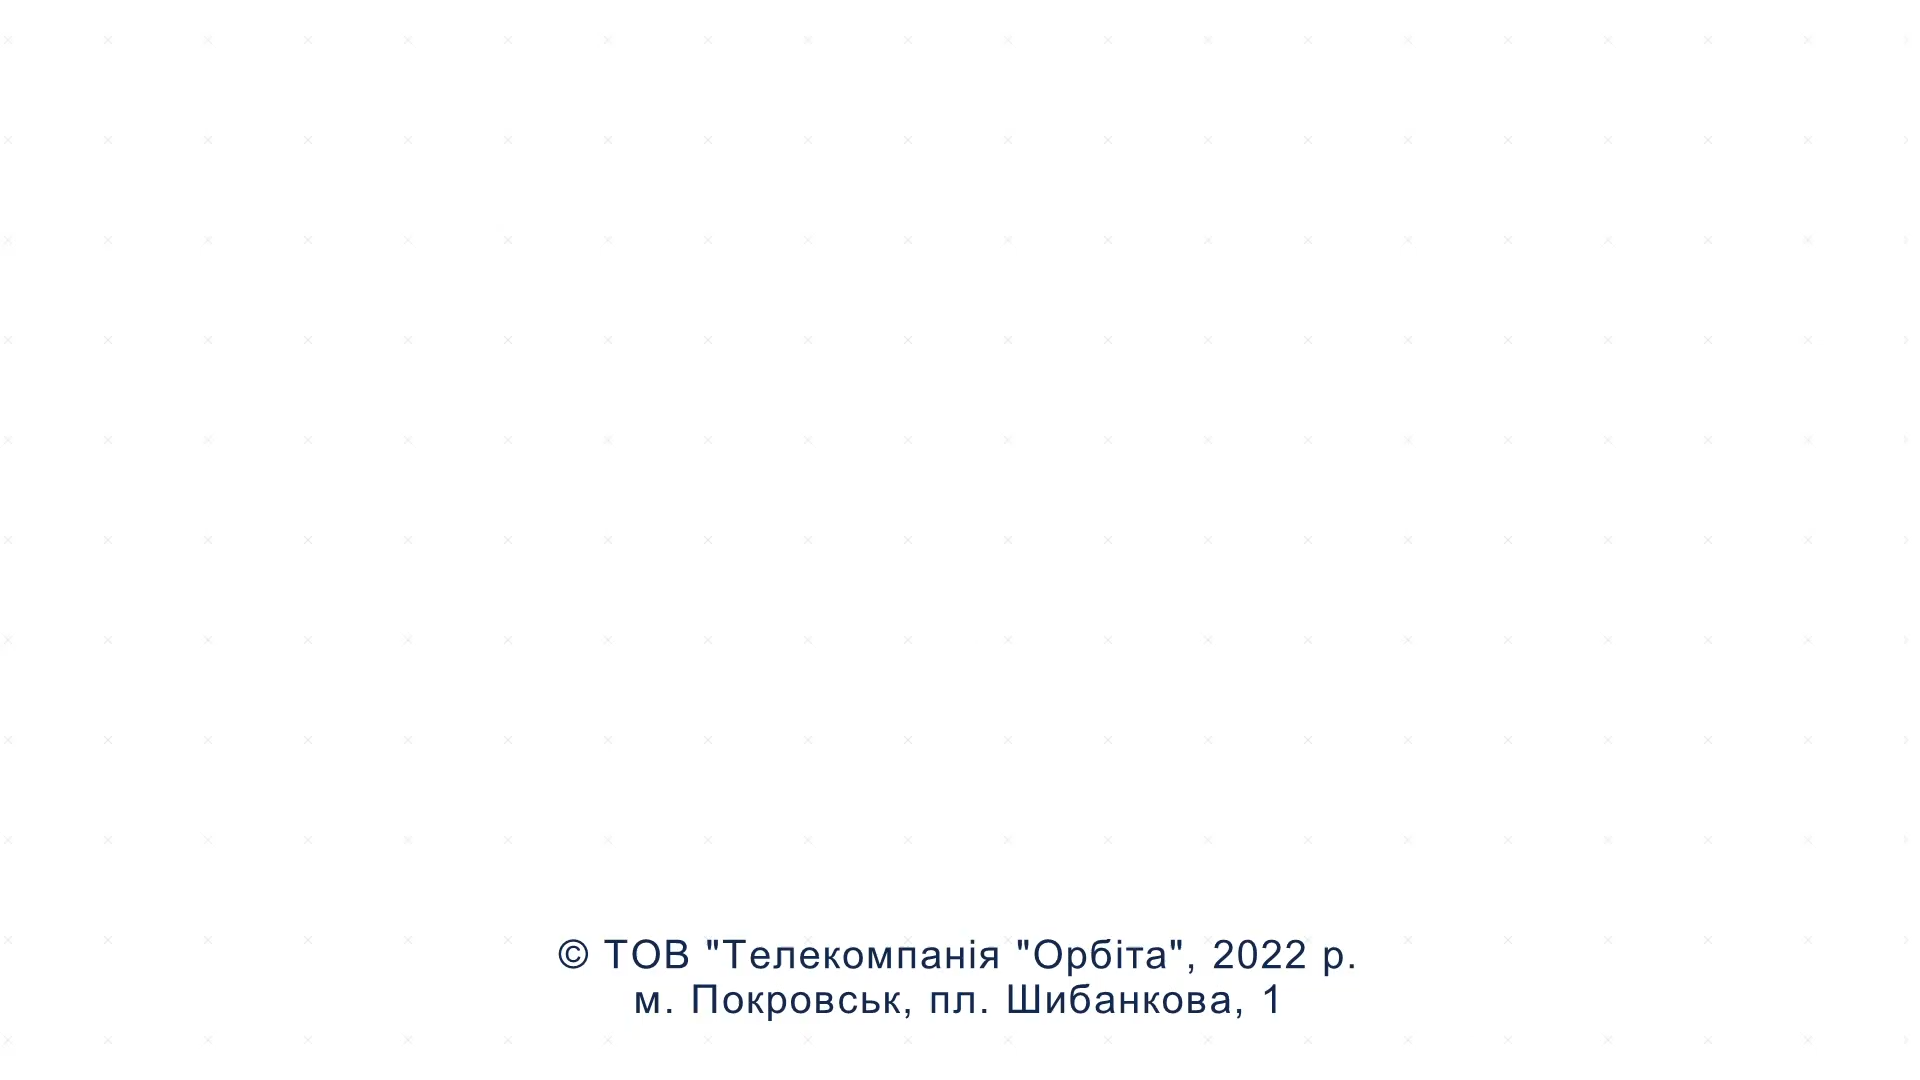 © ТОВ "Телекомпанія "Орбіта", 2022 р.
м. Покровськ, пл. Шибанкова, 1